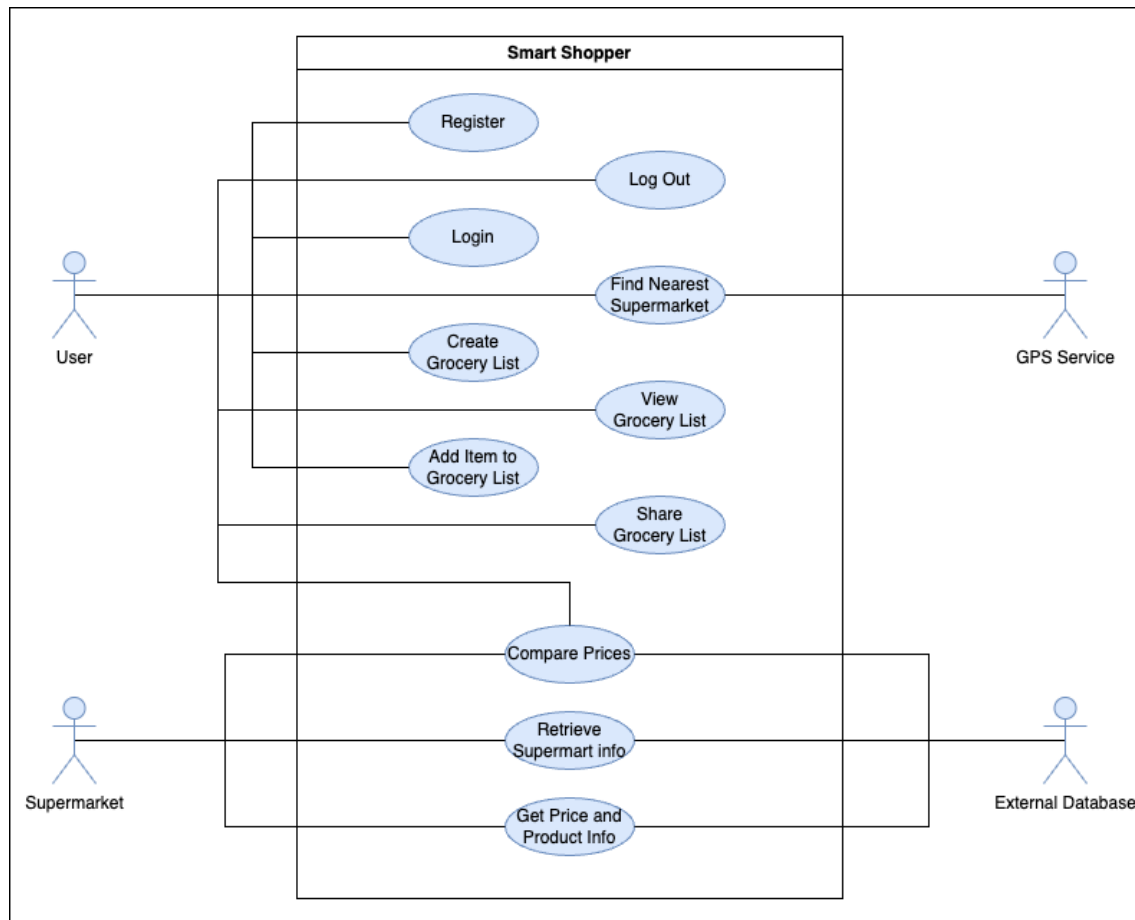 Smart Shopper
Register
Log Out
Login
Find Nearest
Supermarket
User
GPS Service
Create
Grocery List
View
Grocery List
Add Item to
Grocery List
Share
Grocery List
Compare Prices
Retrieve
Supermart info
Supermarket
External Database
Get Price and
Product Info